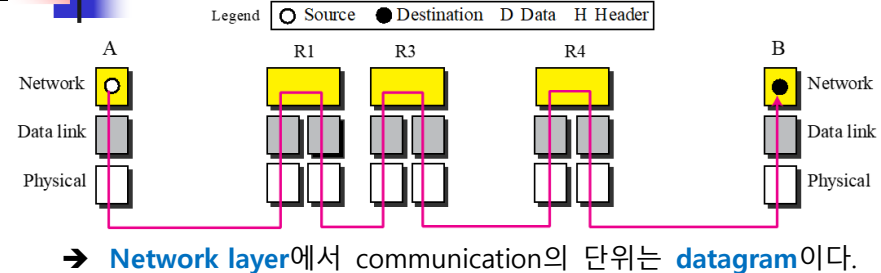 Legend Source Destination D Data H Header
A R1 R3 R4 B
Network Network
Data link Data link
Physical Physical
➔ Network layer에서 communication의 단위는 datagram이다.